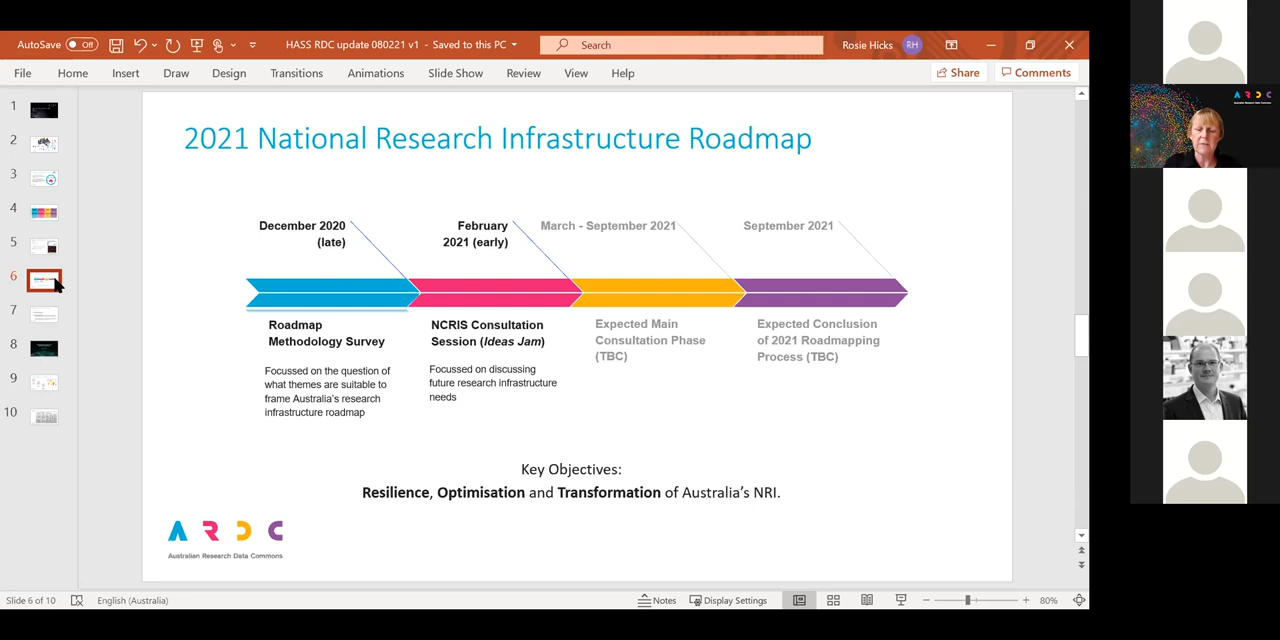 AutoSave Off
HASS RDC update 080221 v1 - Saved to this PC
Search
Rosie Hicks RH
File Home Insert Draw Design Transitions Animations Slide Show Review View Help Share Comments
1
2
3
4
5
6
7
8
9
10
2021 National Research Infrastructure Roadmap
December 2020
(late)
February
2021 (early)
March - September 2021
September 2021
Roadmap
Methodology Survey
Focussed on the question of
what themes are suitable to
frame Australia's research
infrastructure roadmap
NCRIS Consultation
Session (Ideas Jam)
Focussed on discussing
future research infrastructure
needs
Expected Main
Consultation Phase
(TBC)
Expected Conclusion
of 2021 Roadmapping
Process (TBC)
Key Objectives:
Resilience, Optimisation and Transformation of Australia's NRI.
ARDC
Australian Research Data Commons
Slide 6 of 10 English (Australia) Notes Display Settings 80%
ARDC
Australian Research Data Commons